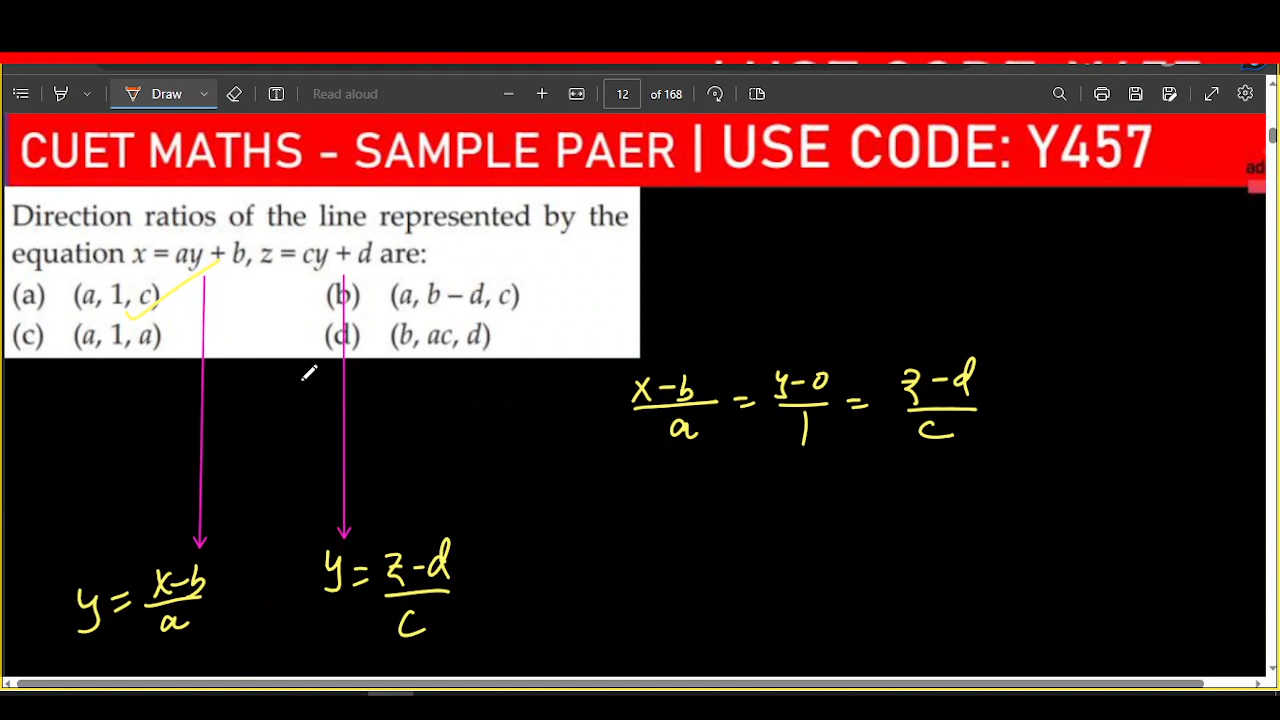 Draw
Read aloud
12 of 168
CUET MATHS - SAMPLE PAER | USE CODE: Y457
ad
Direction ratios of the line represented by the
equation x = ay + b, z = cy + d are:
(a) (a, 1, c) (b) (a, b – d, c)
(c) (a, 1, a) (d) (b, ac, d)
x-b/a = y-0/1 = z-d/c
y = x-b/a
y = z-d/c